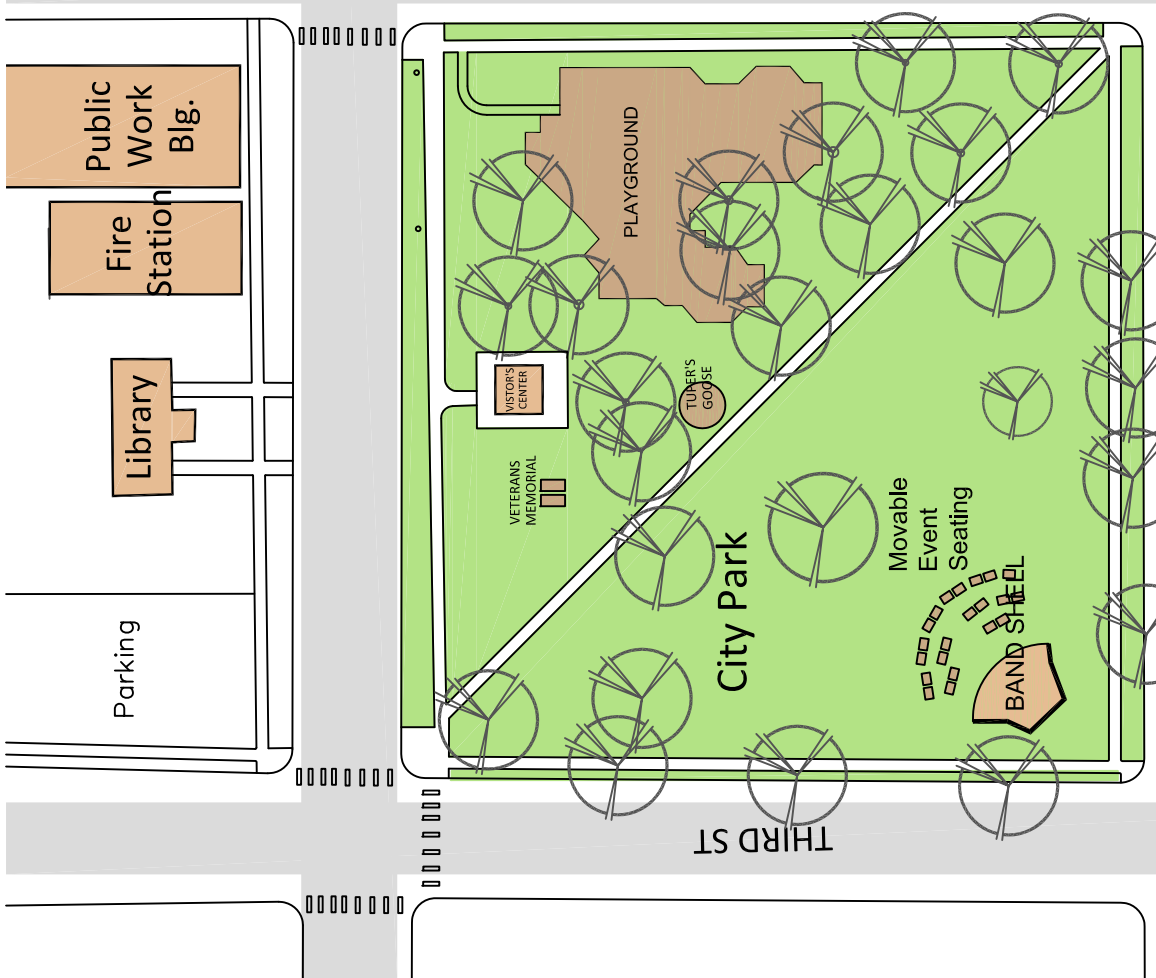 Public
Work
Blg.
Fire
Station
Library
Parking
PLAYGROUND
VISTOR'S
CENTER
TUPER'S
GOOSE
VETERANS
MEMORIAL
City Park
Movable
Event
Seating
BAND SHELL
THIRD ST